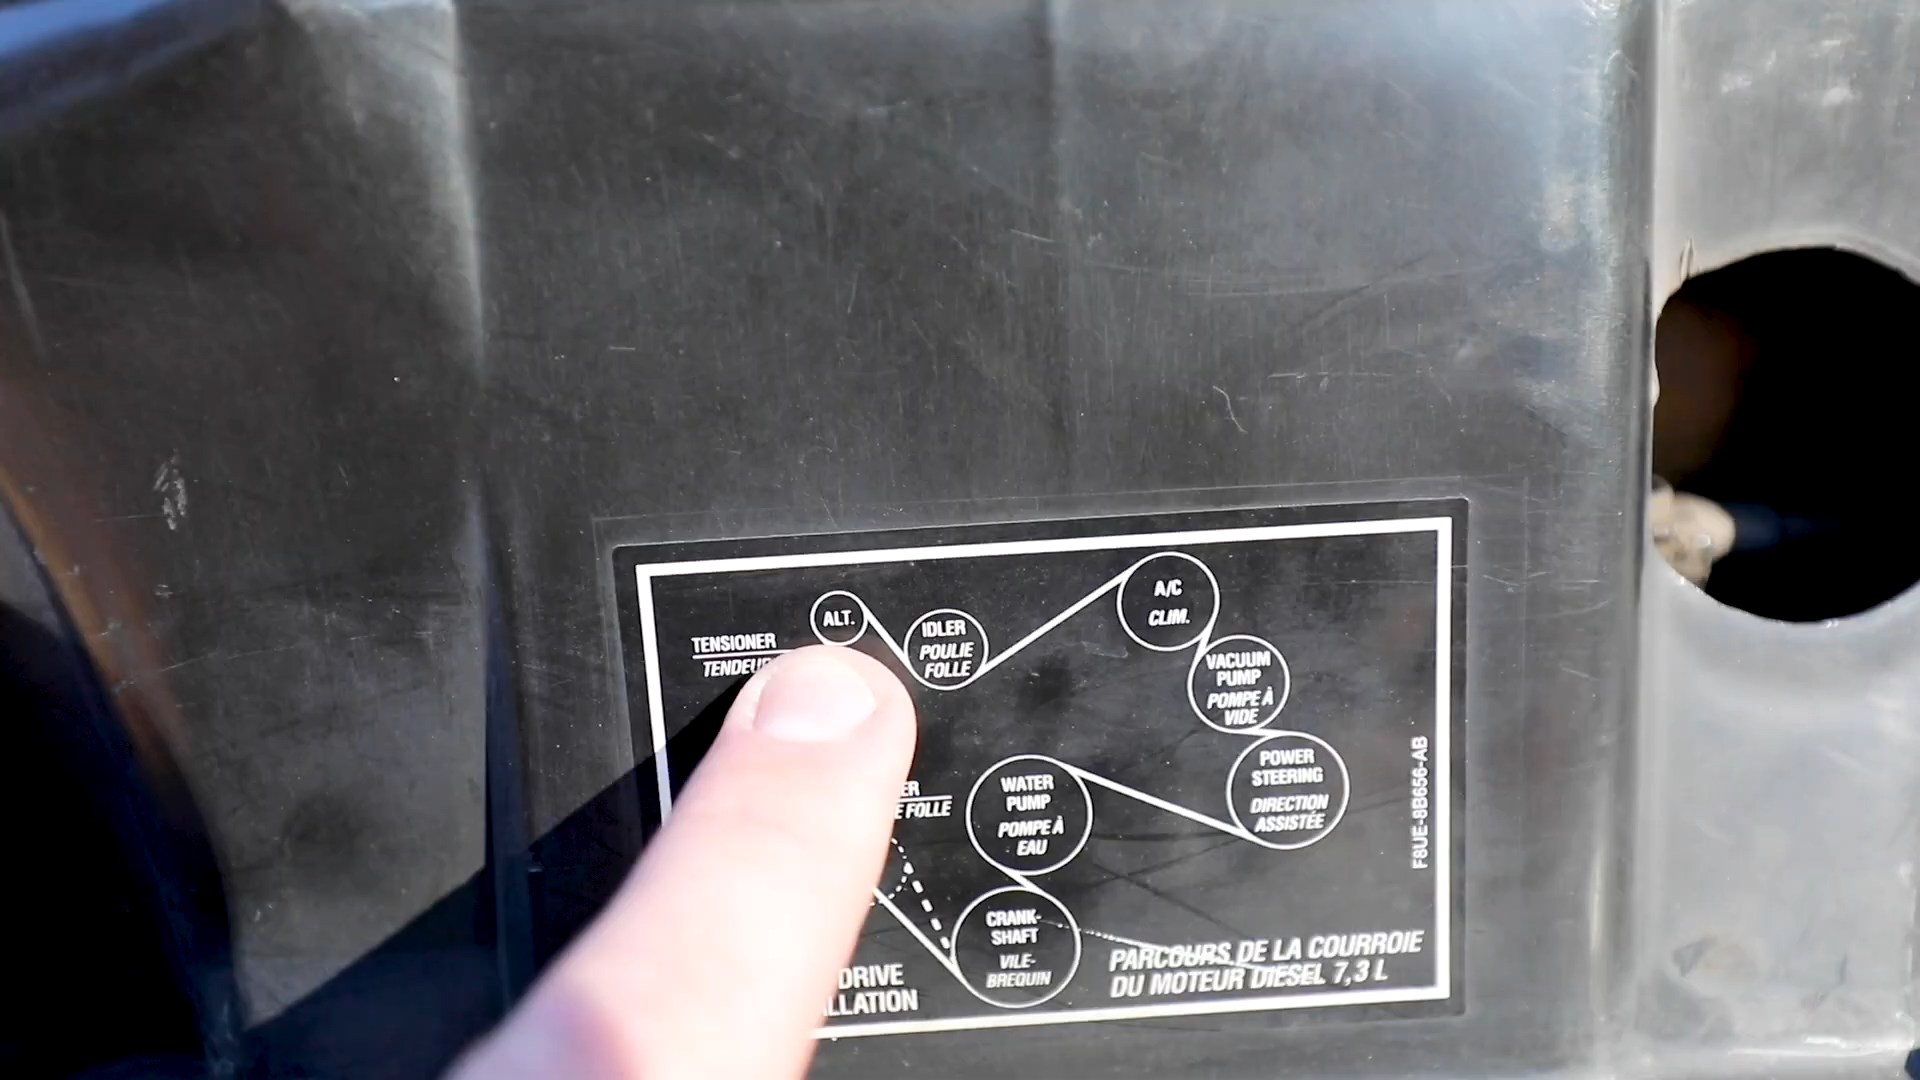 ALT.
TENSIONER
IDLER
POULIE
FOLLE
A/C
CLIM.
VACUUM
PUMP
POMPE À
VIDE
POWER
STEERING
DIRECTION
ASSISTÉE
WATER
PUMP
POMPE À
EAU
FOLLE
CRANK-
SHAFT
VILE-
BREQUIN
DRIVE
PARCOURS DE LA COURROIE
DU MOTEUR DIESEL 7,3 L
F8UE-8B656-AB